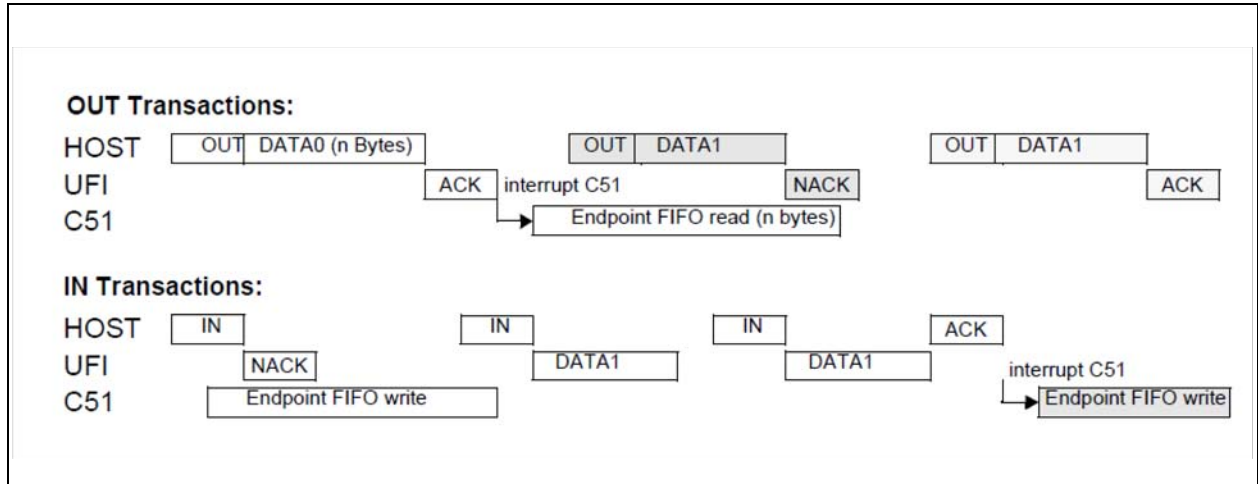 OUT Transactions:
HOST OUT DATA0 (n Bytes) OUT DATA1 OUT DATA1
UFI ACK interrupt C51 NACK ACK
C51 Endpoint FIFO read (n bytes)
IN Transactions:
HOST IN IN IN ACK
UFI NACK DATA1 DATA1 interrupt C51
C51 Endpoint FIFO write Endpoint FIFO write